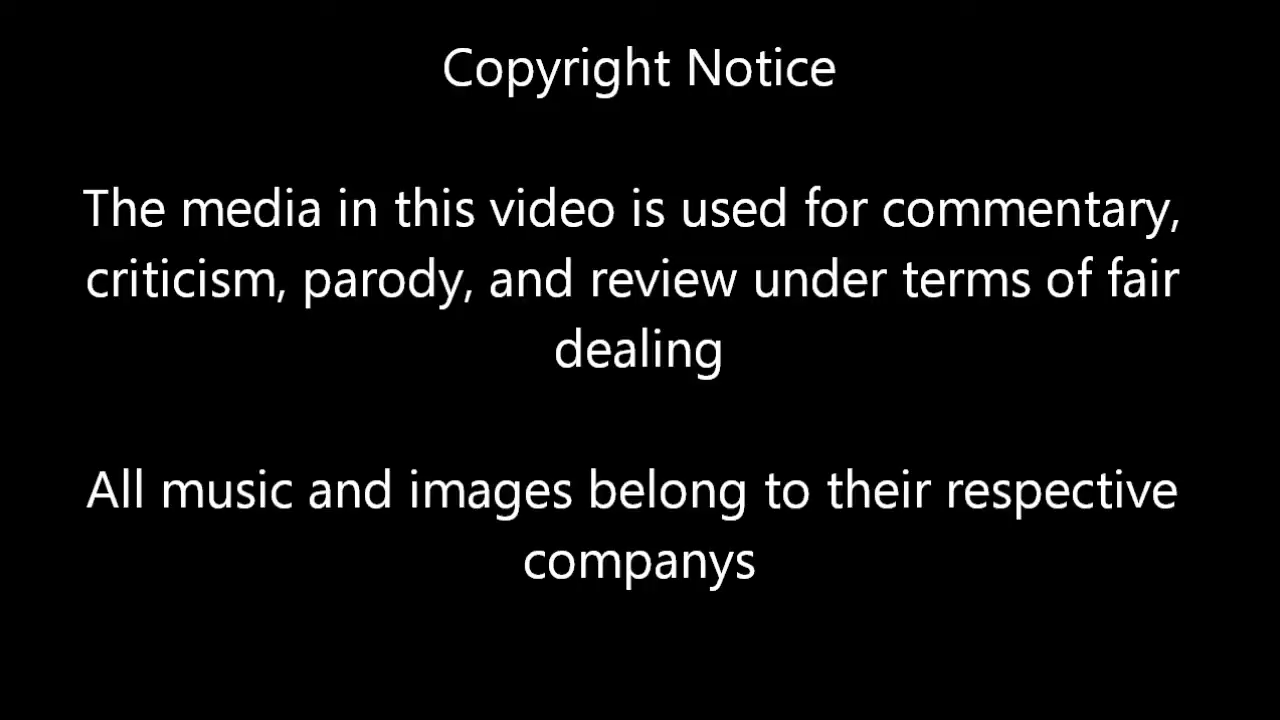 Copyright Notice
The media in this video is used for commentary,
criticism, parody, and review under terms of fair
dealing
All music and images belong to their respective
companys